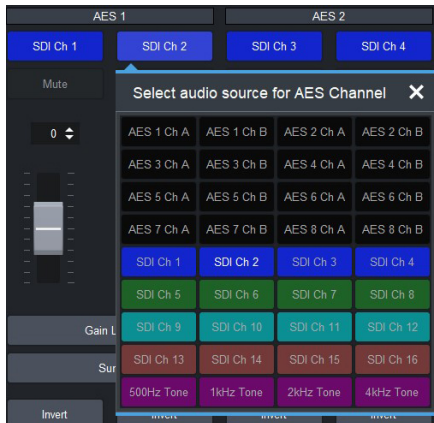 AES 1 AES 2
SDI Ch 1 SDI Ch 2 SDI Ch 3 SDI Ch 4
Mute
Select audio source for AES Channel
0
AES 1 Ch A AES 1 Ch B AES 2 Ch A AES 2 Ch B
AES 3 Ch A AES 3 Ch B AES 4 Ch A AES 4 Ch B
AES 5 Ch A AES 5 Ch B AES 6 Ch A AES 6 Ch B
AES 7 Ch A AES 7 Ch B AES 8 Ch A AES 8 Ch B
SDI Ch 1 SDI Ch 2 SDI Ch 3 SDI Ch 4
SDI Ch 5 SDI Ch 6 SDI Ch 7 SDI Ch 8
Gain L SDI Ch 9 SDI Ch 10 SDI Ch 11 SDI Ch 12
Sur SDI Ch 13 SDI Ch 14 SDI Ch 15 SDI Ch 16
500Hz Tone 1kHz Tone 2kHz Tone 4kHz Tone
Invert Invert Invert Invert